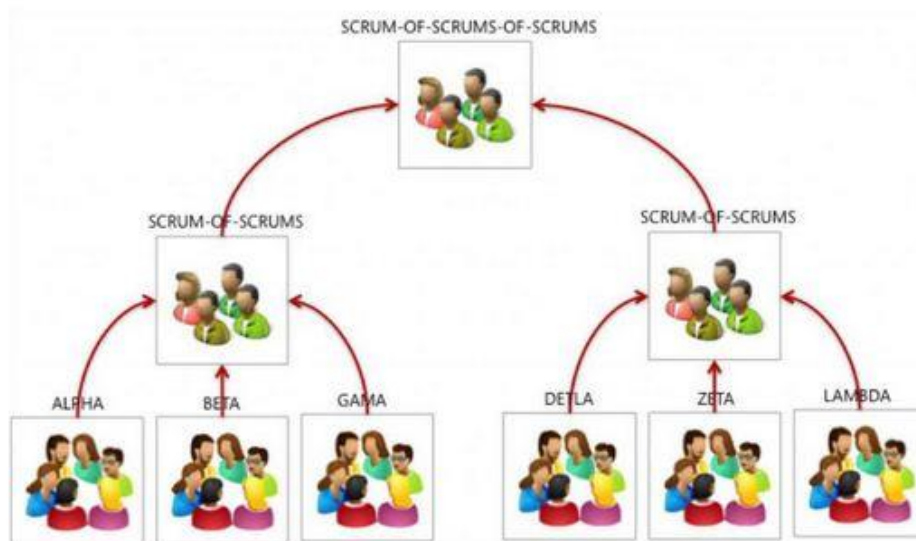 SCRUM-OF-SCRUMS-OF-SCRUMS
SCRUM-OF-SCRUMS
SCRUM-OF-SCRUMS
ALPHA
BETA
GAMA
DETLA
ZETA
LAMBDA